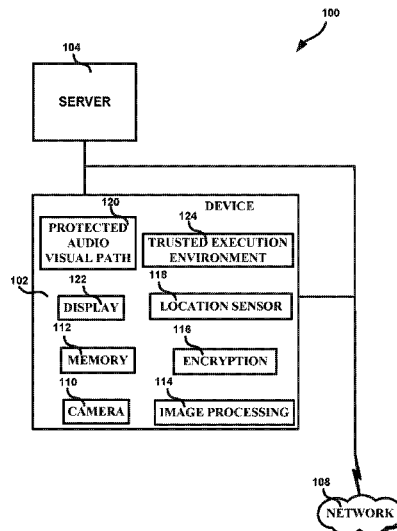 100
104
SERVER
DEVICE
120
PROTECTED
AUDIO
VISUAL PATH
124
TRUSTED EXECUTION
ENVIRONMENT
102
122
DISPLAY
118
LOCATION SENSOR
112
MEMORY
116
ENCRYPTION
110
CAMERA
114
IMAGE PROCESSING
108
NETWORK